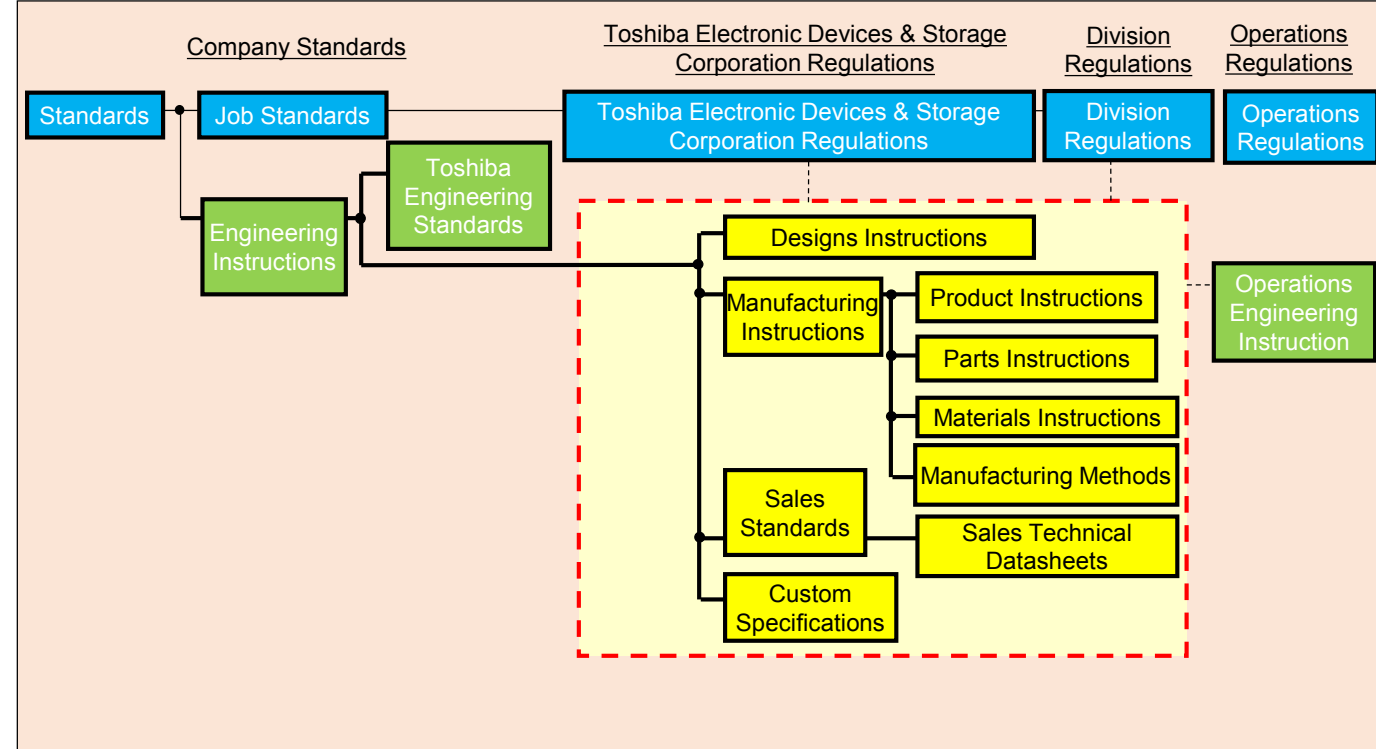 Company Standards
Toshiba Electronic Devices & Storage
Corporation Regulations
Division
Regulations
Operations
Regulations
Standards
Job Standards
Toshiba Electronic Devices & Storage
Corporation Regulations
Division
Regulations
Operations
Regulations
Toshiba
Engineering
Standards
Engineering
Instructions
Designs Instructions
Manufacturing
Instructions
Product Instructions
Parts Instructions
Materials Instructions
Manufacturing Methods
Operations
Engineering
Instruction
Sales
Standards
Sales Technical
Datasheets
Custom
Specifications